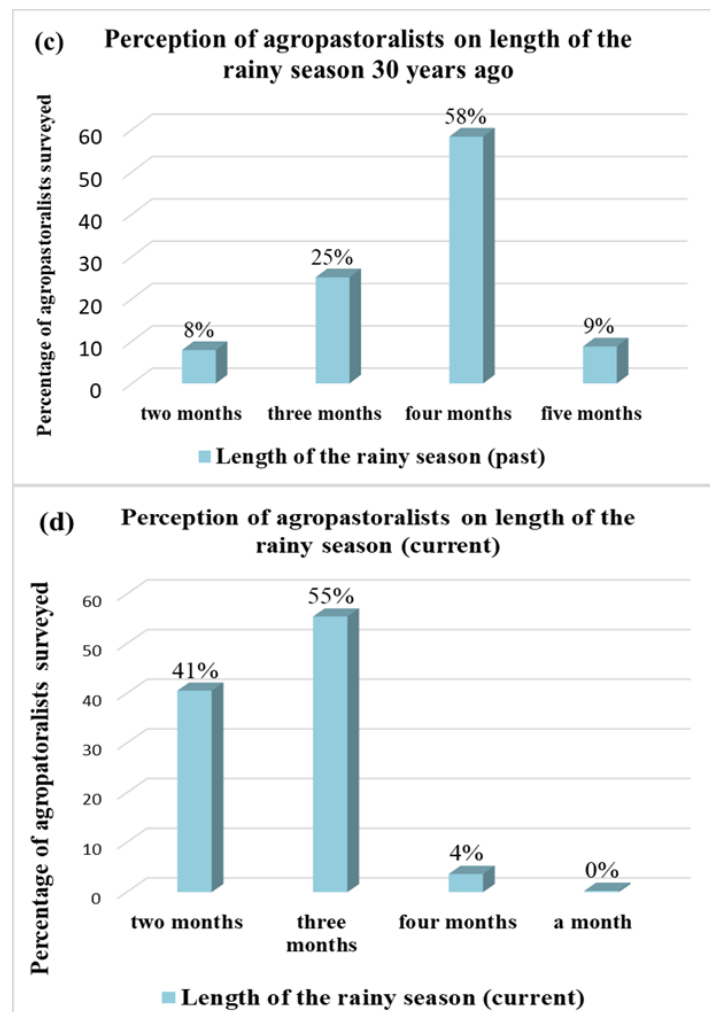 (c) Perception of agropastoralists on length of the
rainy season 30 years ago
Percentage of agropastoralists surveyed
60
50
40
30
20
10
0
8%
25%
58%
9%
two months three months four months five months
Length of the rainy season (past)
(d) Perception of agropastoralists on length of the
rainy season (current)
Percentage of agropatoralists surveyed
60
50
40
30
20
10
0
41%
55%
4%
0%
two months three four months a month
months
Length of the rainy season (current)